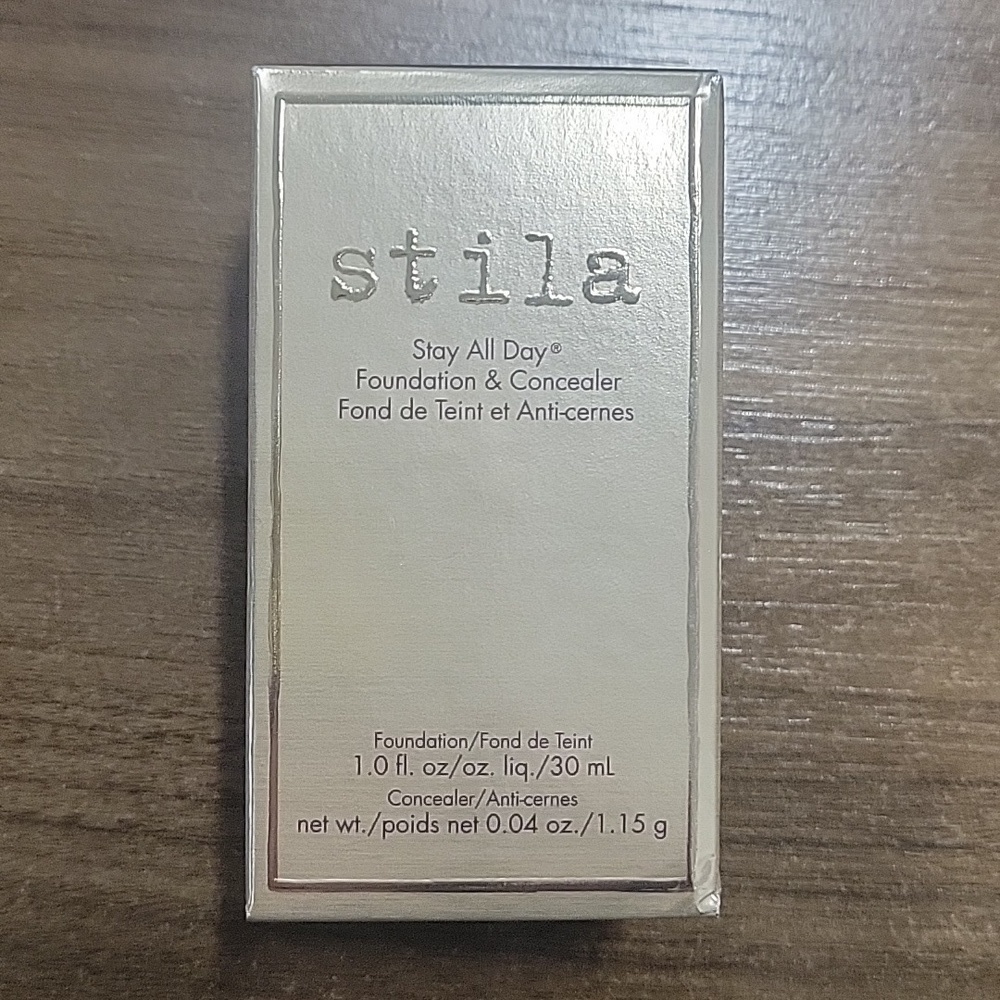 stila
Stay All Day®
Foundation & Concealer
Fond de Teint et Anti-cernes
Foundation/Fond de Teint
1.0 fl. oz/oz. liq./30 mL
Concealer/Anti-cernes
net wt./poids net 0.04 oz./1.15 g